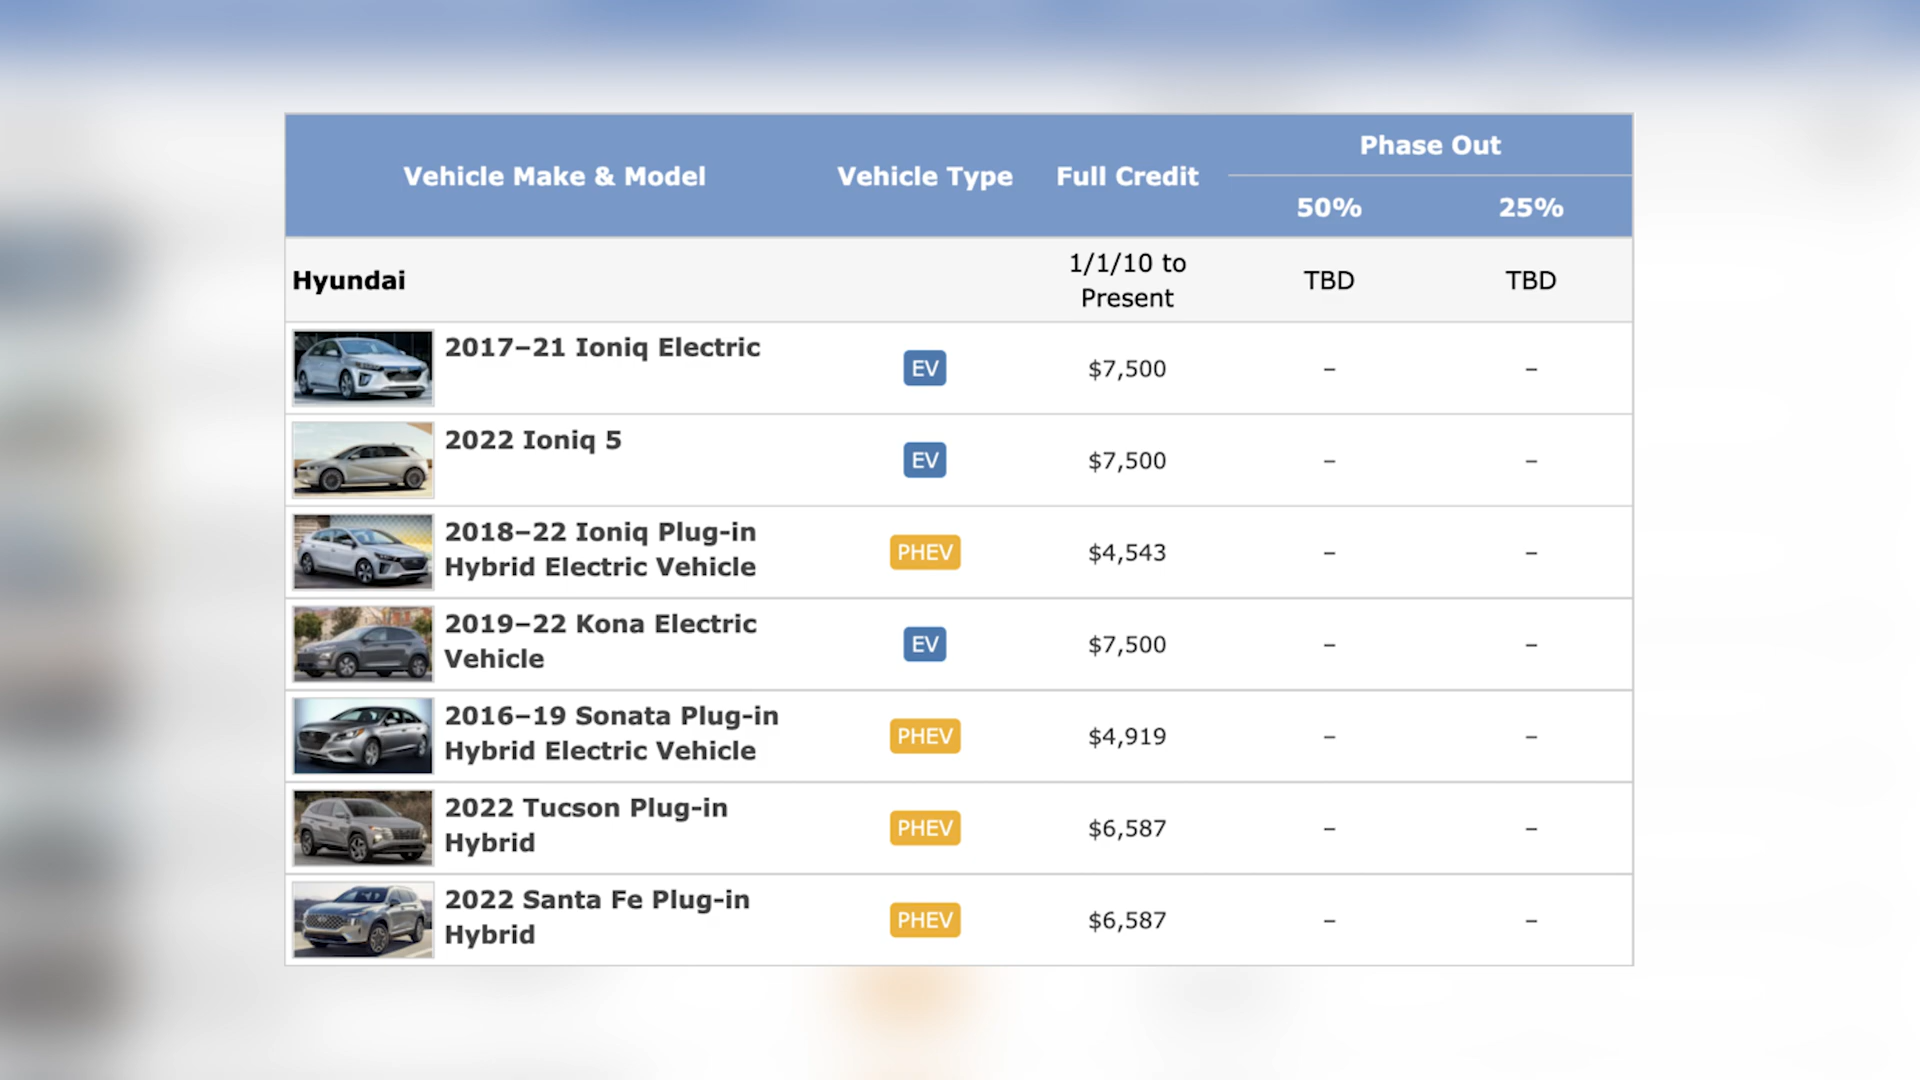 Vehicle Make & Model Vehicle Type Full Credit Phase Out
50% 25%
Hyundai 1/1/10 to Present TBD TBD
2017–21 Ioniq Electric EV $7,500 – –
2022 Ioniq 5 EV $7,500 – –
2018–22 Ioniq Plug-in
Hybrid Electric Vehicle PHEV $4,543 – –
2019–22 Kona Electric
Vehicle EV $7,500 – –
2016–19 Sonata Plug-in
Hybrid Electric Vehicle PHEV $4,919 – –
2022 Tucson Plug-in
Hybrid PHEV $6,587 – –
2022 Santa Fe Plug-in
Hybrid PHEV $6,587 – –